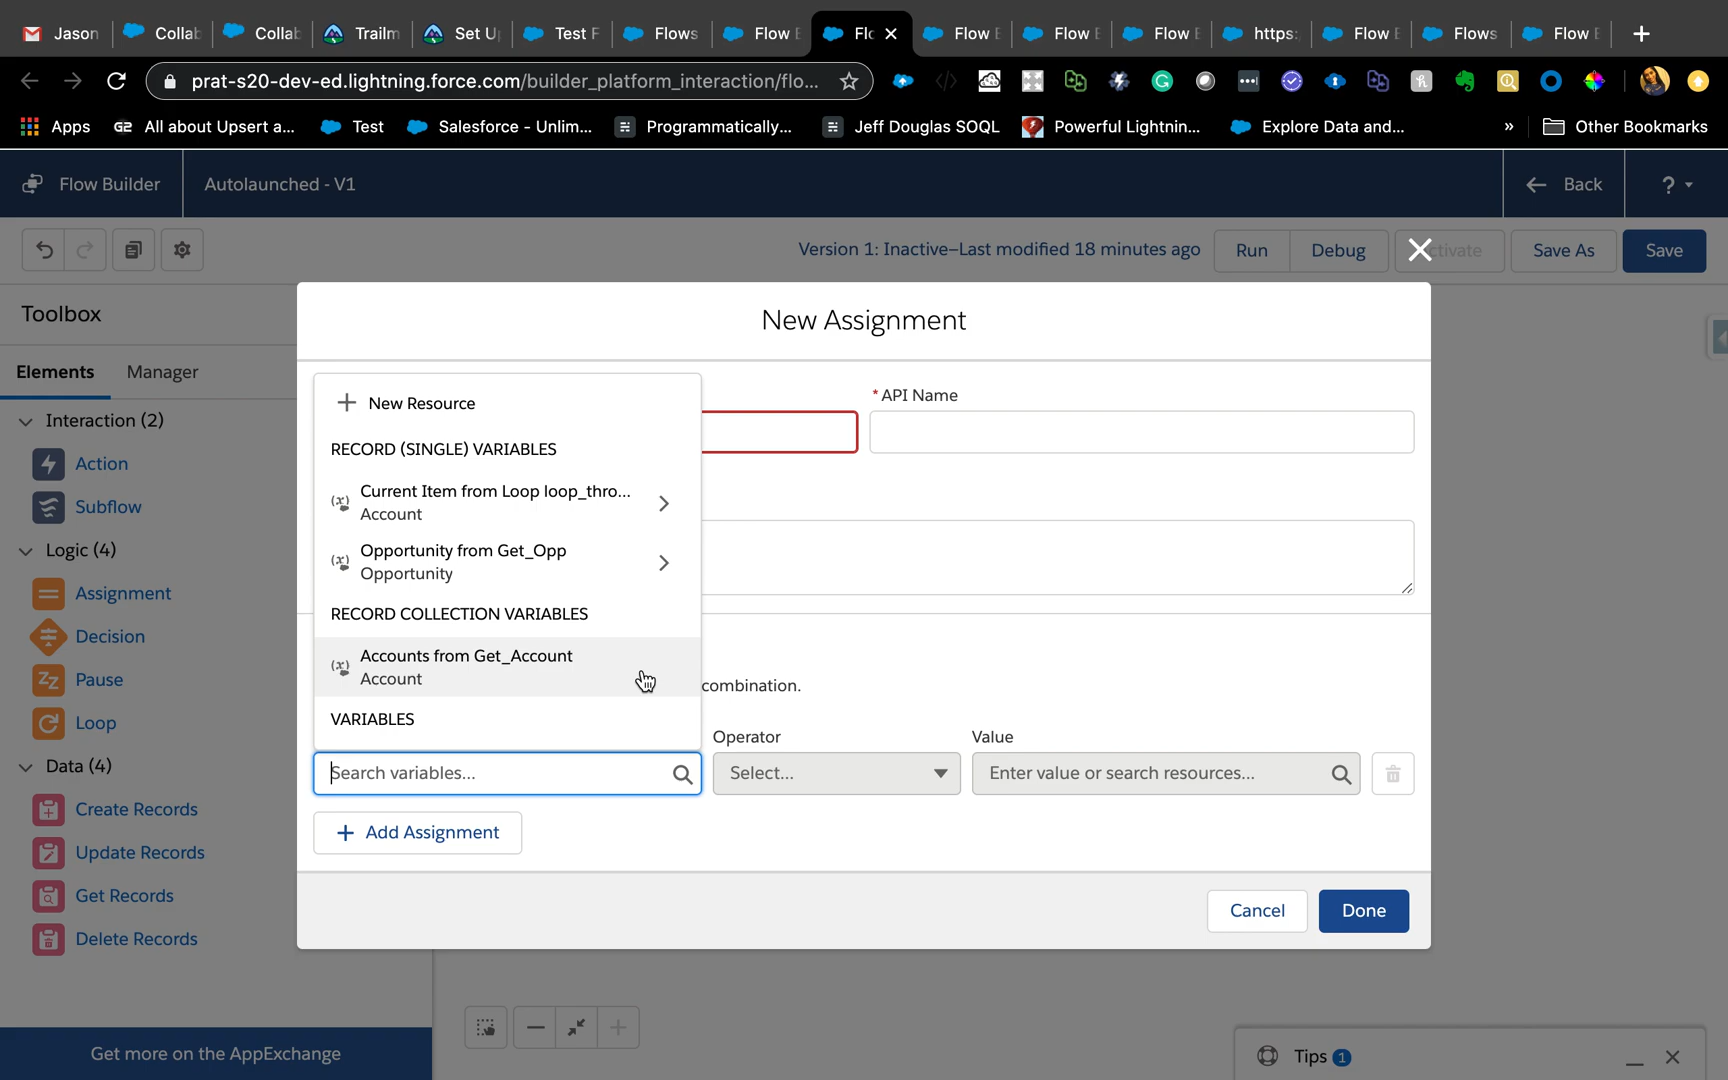 Jason
Collab
Collab
Trailm
Set U
Test F
Flows
Flow E
Flo
Flow E
Flow E
Flow E
https:
Flow E
Flows
Flow E
prat-s20-dev-ed.lightning.force.com/builder_platform_interaction/flo...
Apps
G2 All about Upsert a...
Test
Salesforce - Unlim...
Programmatically...
Jeff Douglas SOQL
Powerful Lightnin...
Explore Data and...
»
Other Bookmarks
Flow Builder
Autolaunched - V1
Back
?
Version 1: Inactive–Last modified 18 minutes ago
Run
Debug
ctivate
Save As
Save
Toolbox
New Assignment
Elements
Manager
Interaction (2)
Action
Subflow
Logic (4)
Assignment
Decision
Pause
Loop
Data (4)
Create Records
Update Records
Get Records
Delete Records
Get more on the AppExchange
New Resource
RECORD (SINGLE) VARIABLES
Current Item from Loop loop_thro...
Account
Opportunity from Get_Opp
Opportunity
RECORD COLLECTION VARIABLES
Accounts from Get_Account
Account
VARIABLES
* API Name
combination.
Operator
Value
Search variables...
Select...
Enter value or search resources...
+ Add Assignment
Cancel
Done
Tips 1